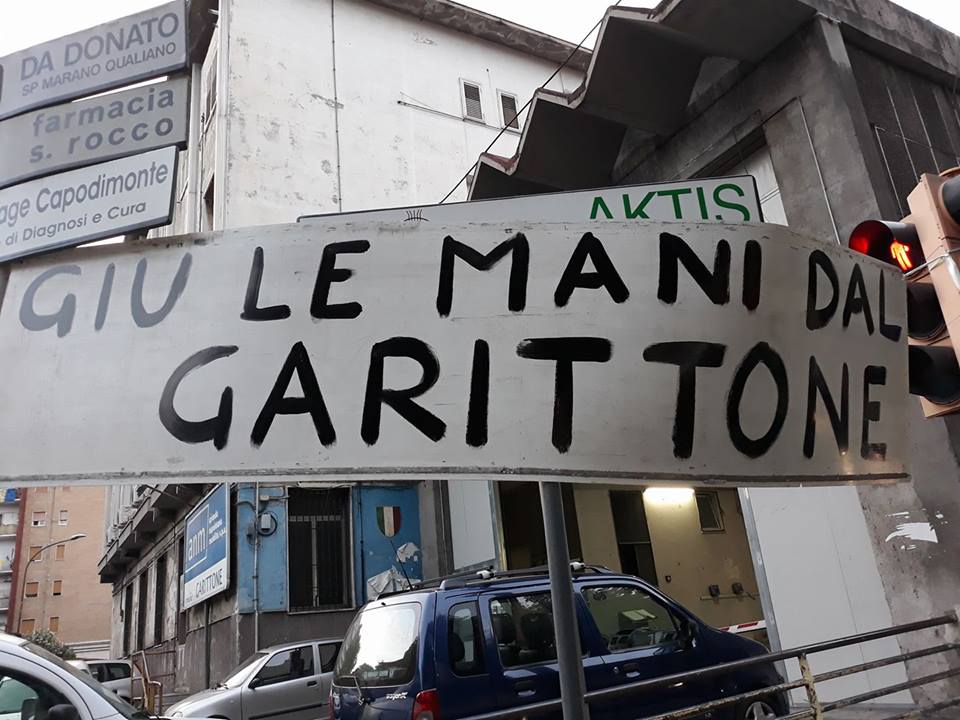 DA DONATO
SP MARANO QUALIANO
farmacia
s. rocco
age Capodimonte
di Diagnosi e Cura
AKTIS
GIU LE MANI DAL
GARITTONE
anm
GARITTONE